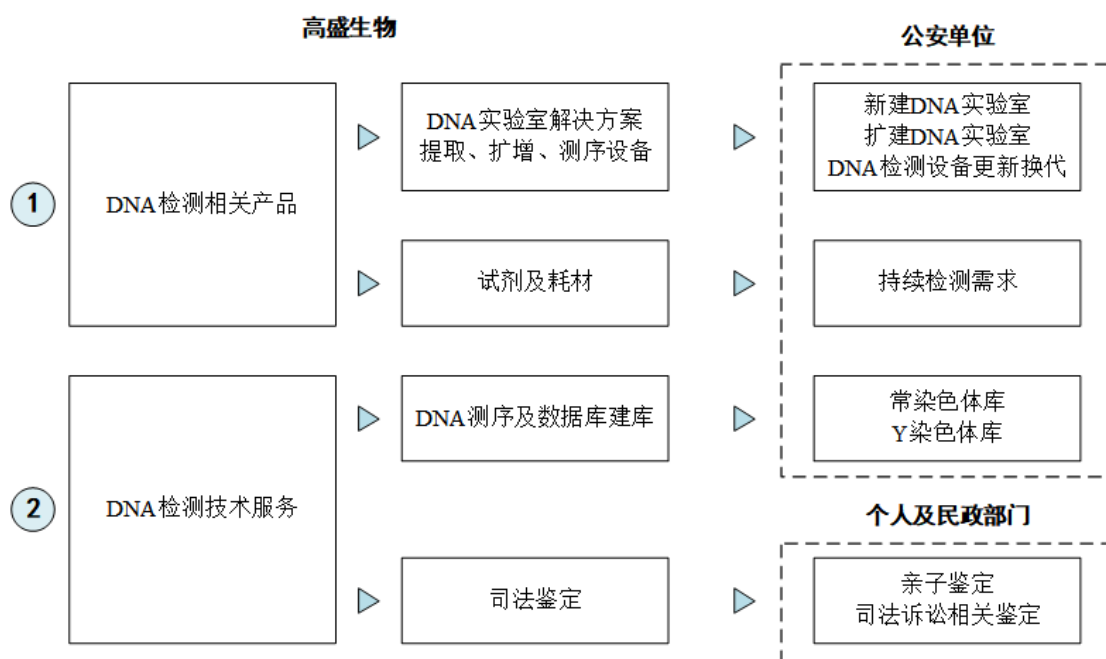 高盛生物
公安单位
1
DNA检测相关产品
DNA实验室解决方案
提取、扩增、测序设备
新建DNA实验室
扩建DNA实验室
DNA检测设备更新换代
试剂及耗材
持续检测需求
2
DNA检测技术服务
DNA测序及数据库建库
常染色体库
Y染色体库
个人及民政部门
司法鉴定
亲子鉴定
司法诉讼相关鉴定